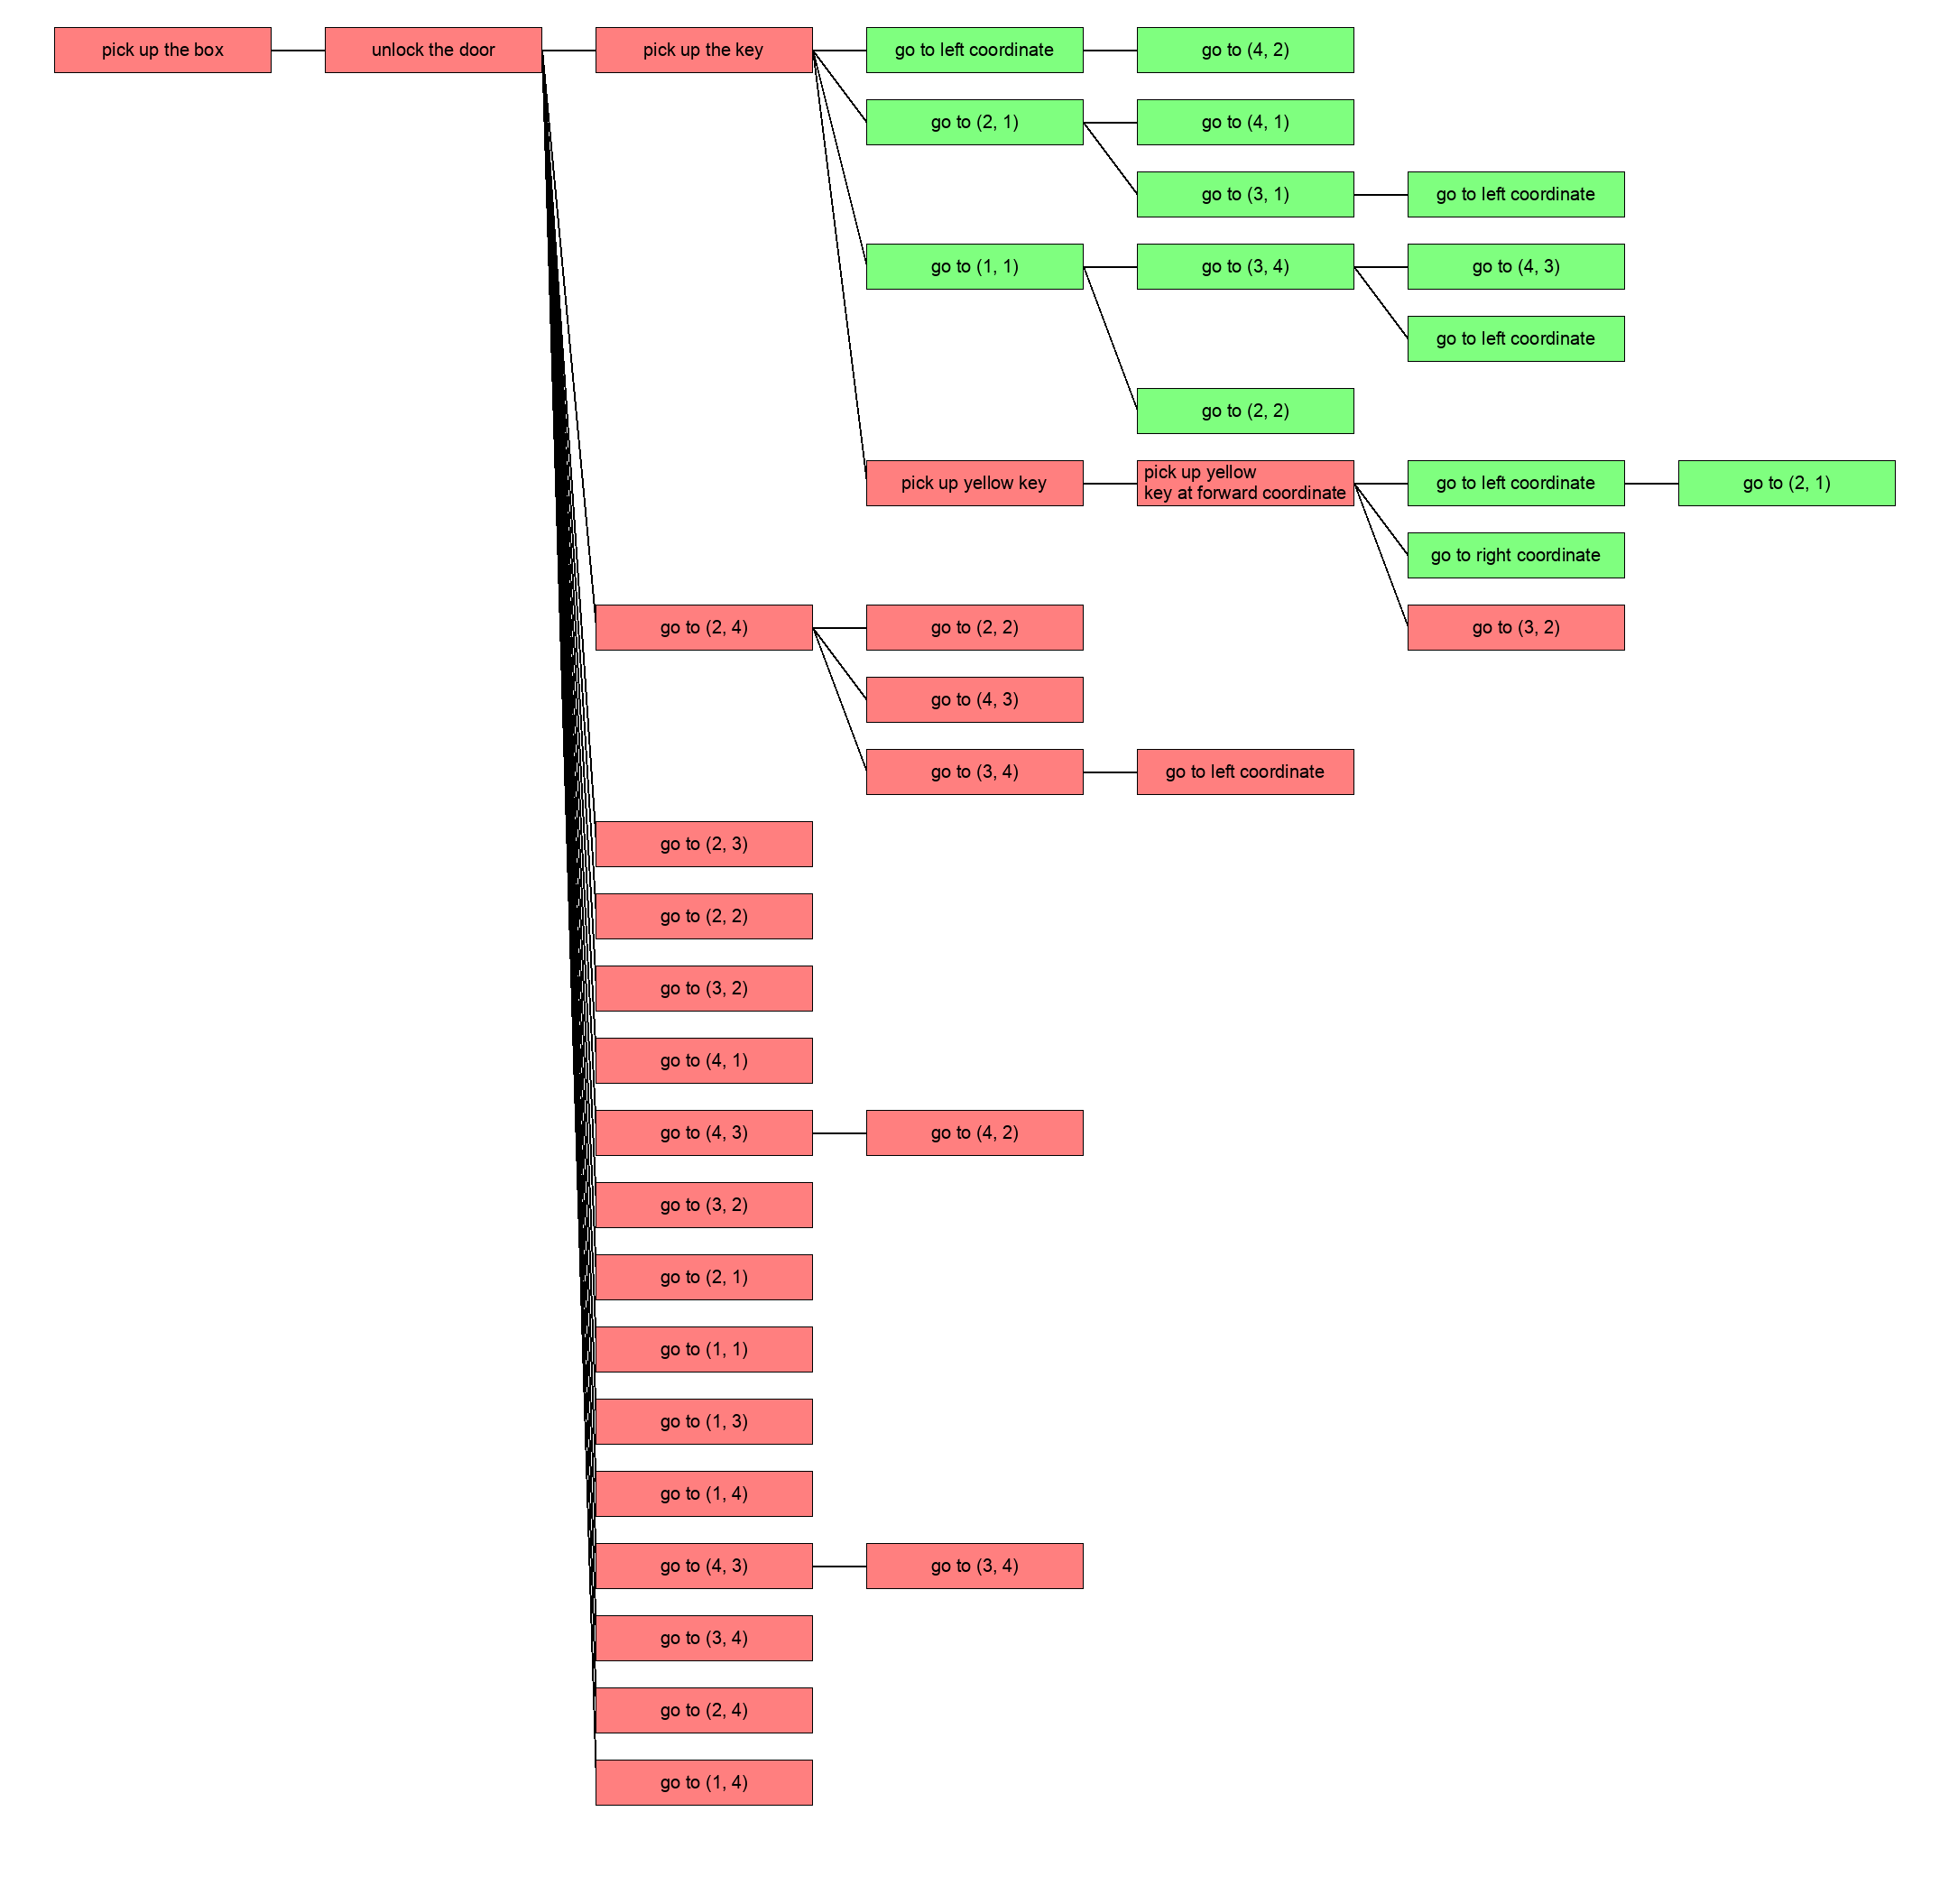 pick up the box
unlock the door
pick up the key
go to left coordinate
go to (4, 2)
go to (2, 1)
go to (4, 1)
go to (3, 1)
go to left coordinate
go to (1, 1)
go to (3, 4)
go to (4, 3)
go to left coordinate
go to (2, 2)
pick up yellow key
pick up yellow
key at forward coordinate
go to left coordinate
go to (2, 1)
go to right coordinate
go to (2, 4)
go to (2, 2)
go to (3, 2)
go to (4, 3)
go to (3, 4)
go to left coordinate
go to (2, 3)
go to (2, 2)
go to (3, 2)
go to (4, 1)
go to (4, 3)
go to (4, 2)
go to (3, 2)
go to (2, 1)
go to (1, 1)
go to (1, 3)
go to (1, 4)
go to (4, 3)
go to (3, 4)
go to (3, 4)
go to (2, 4)
go to (1, 4)